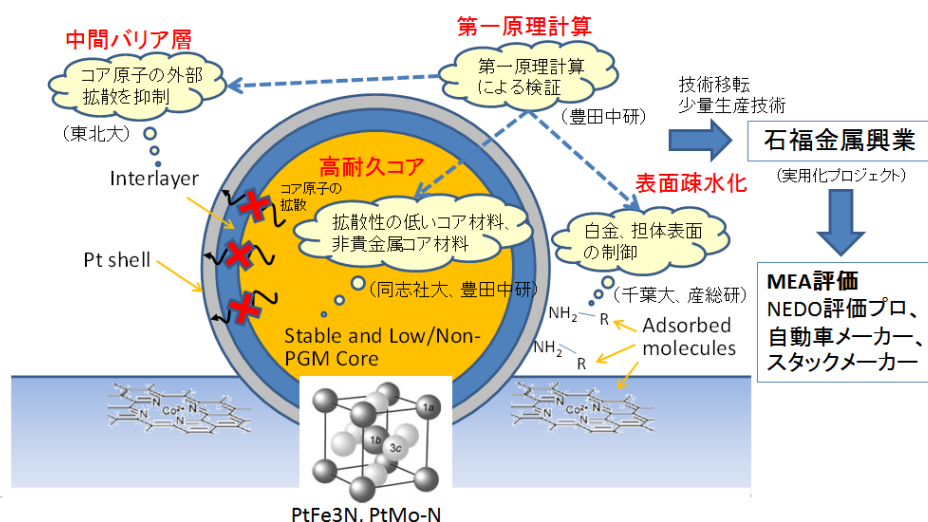 中間バリア層
コア原子の外部
拡散を抑制
(東北大)
第一原理計算
第一原理計算
による検証
(豊田中研)
技術移転
少量生産技術
石福金属興業
(実用化プロジェクト)
MEA評価
NEDO評価プロ、
自動車メーカー、
スタックメーカー
Interlayer
Pt shell
コア原子の
拡散
高耐久コア
拡散性の低いコア材料、
非貴金属コア材料
(同志社大、豊田中研)
Stable and Low/Non-
PGM Core
表面疎水化
白金、担体表面
の制御
(千葉大、産総研)
NH2
R
NH2
R
Adsorbed
molecules
N
N
N
N
Co2+
1a
1b
3c
N
N
N
N
Co2+
PtFe3N, PtMo-N